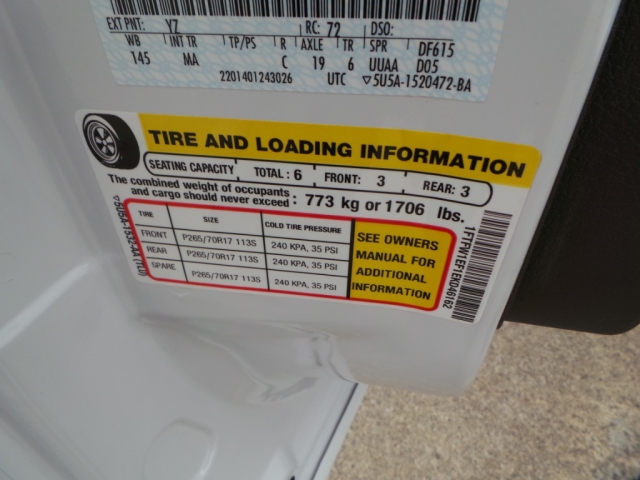 EXT PNT: YZ RC: 72 DSO:
WB INT TR TP/PS R AXLE TR SPR DF615
145 MA C 19 6 UUAA D05
2201401243026 UTC ▽5U5A-1520472-BA
TIRE AND LOADING INFORMATION
SEATING CAPACITY TOTAL : 6 FRONT: 3 REAR: 3
The combined weight of occupants and cargo should never exceed : 773 kg or 1706 lbs.
TIRE SIZE COLD TIRE PRESSURE
FRONT P265/70R17 113S 240 KPA, 35 PSI
REAR P265/70R17 113S 240 KPA, 35 PSI
SPARE P265/70R17 113S 240 KPA, 35 PSI
SEE OWNERS
MANUAL FOR
ADDITIONAL
INFORMATION
1FTFW1EF1EKD46162